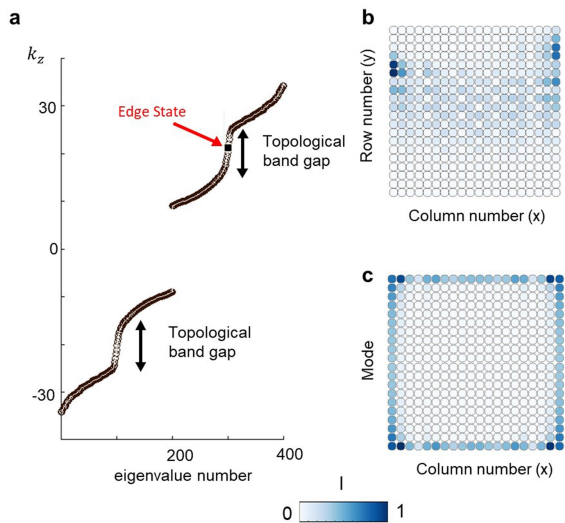 a
k_z
30
0
-30
200
400
eigenvalue number
Edge State
Topological
band gap
Topological
band gap
b
Row number (y)
Column number (x)
c
Mode
Column number (x)
I
0
1